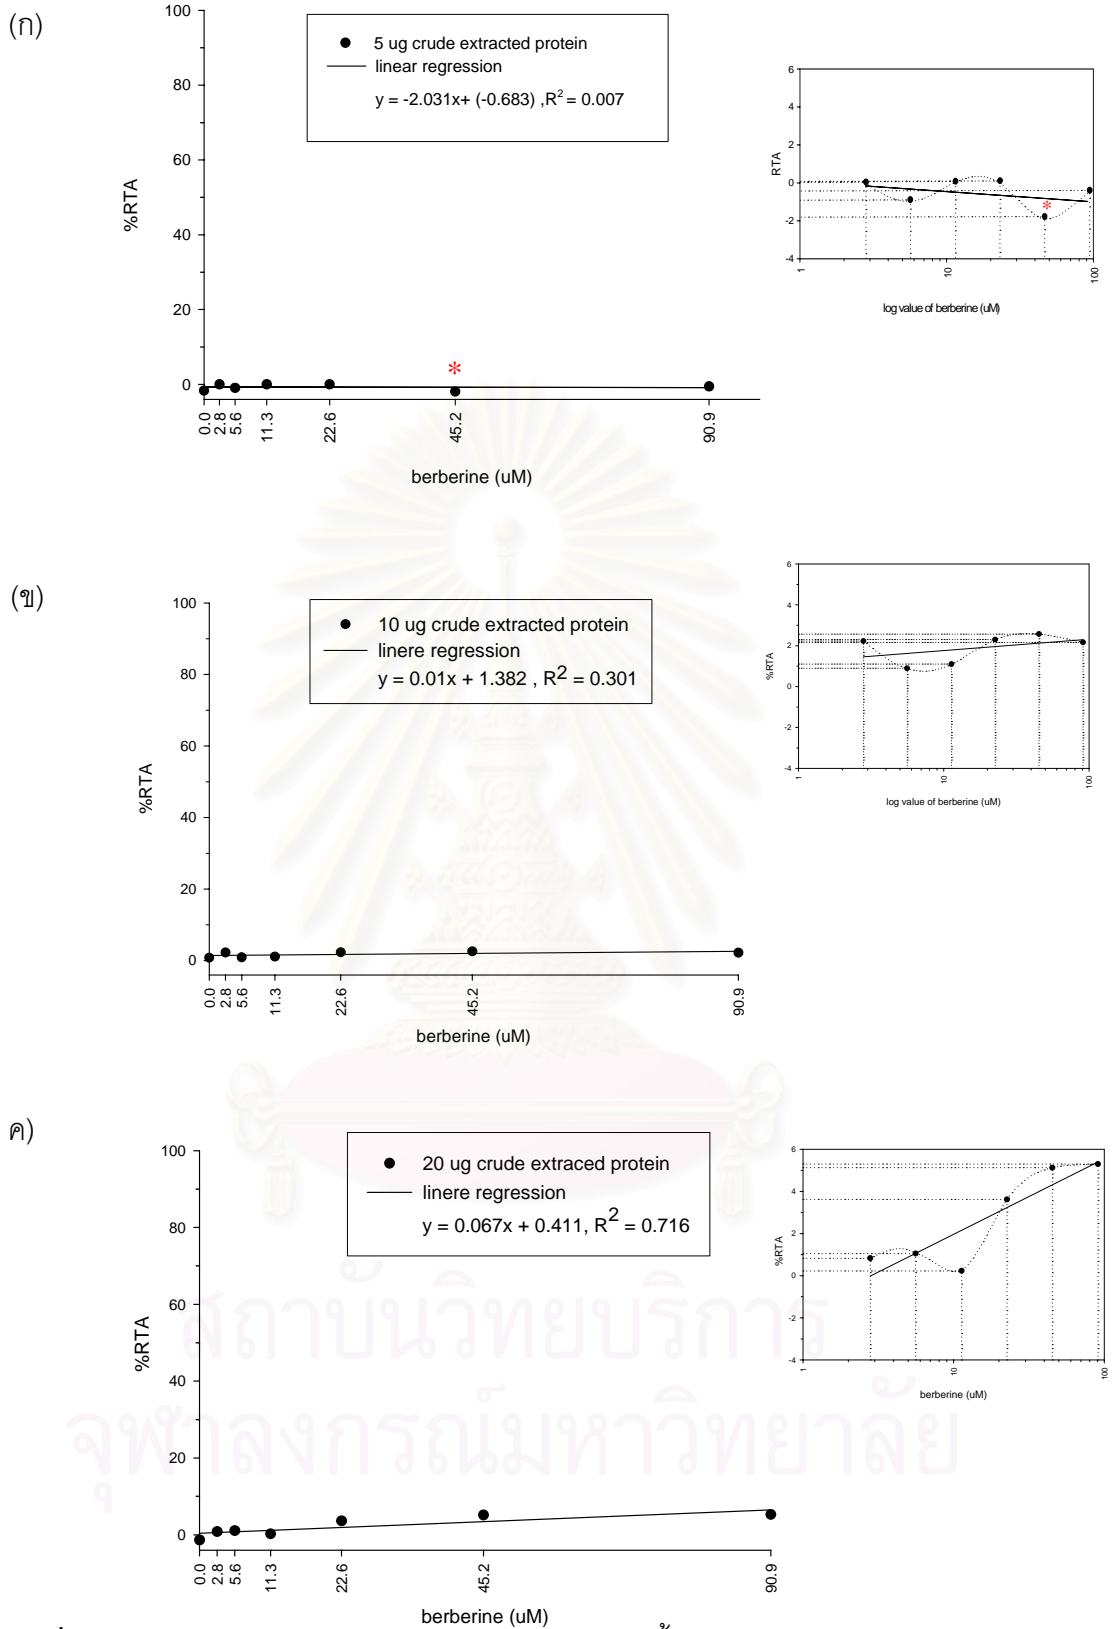 (ก)
100
80
60
40
20
0
%RTA
5 ug crude extracted protein
linear regression
y = -2.031x+ (-0.683) ,R² = 0.007
*
0.0
2.8
5.6
11.3
22.6
45.2
90.9
berberine (uM)
6
4
2
0
-2
-4
RTA
*
1
10
100
log value of berberine (uM)
(ข)
100
80
60
40
20
0
%RTA
10 ug crude extracted protein
linere regression
y = 0.01x + 1.382 , R² = 0.301
0.0
2.8
5.6
11.3
22.6
45.2
90.9
berberine (uM)
6
4
2
0
-2
-4
%RTA
1
10
100
log value of berberine (uM)
ค)
100
80
60
40
20
0
%RTA
20 ug crude extraced protein
linere regression
y = 0.067x + 0.411, R² = 0.716
0.0
2.8
5.6
11.3
22.6
45.2
90.9
berberine (uM)
6
4
2
0
-2
-4
%RTA
1
10
100
berberine (uM)
สถาบันวิทยบริการ
จุฬาลงกรณ์มหาวิทยาลัย